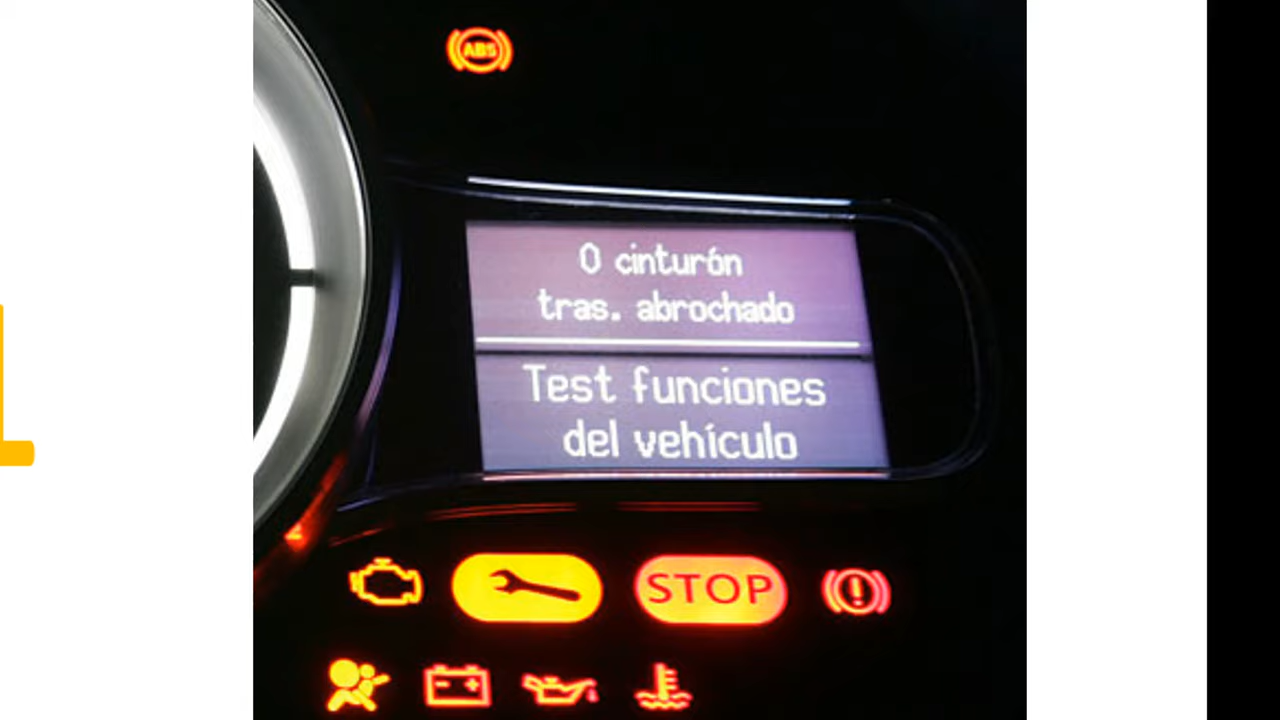 ABS
0 cinturón
tras. abrochado
Test funciones
del vehículo
STOP